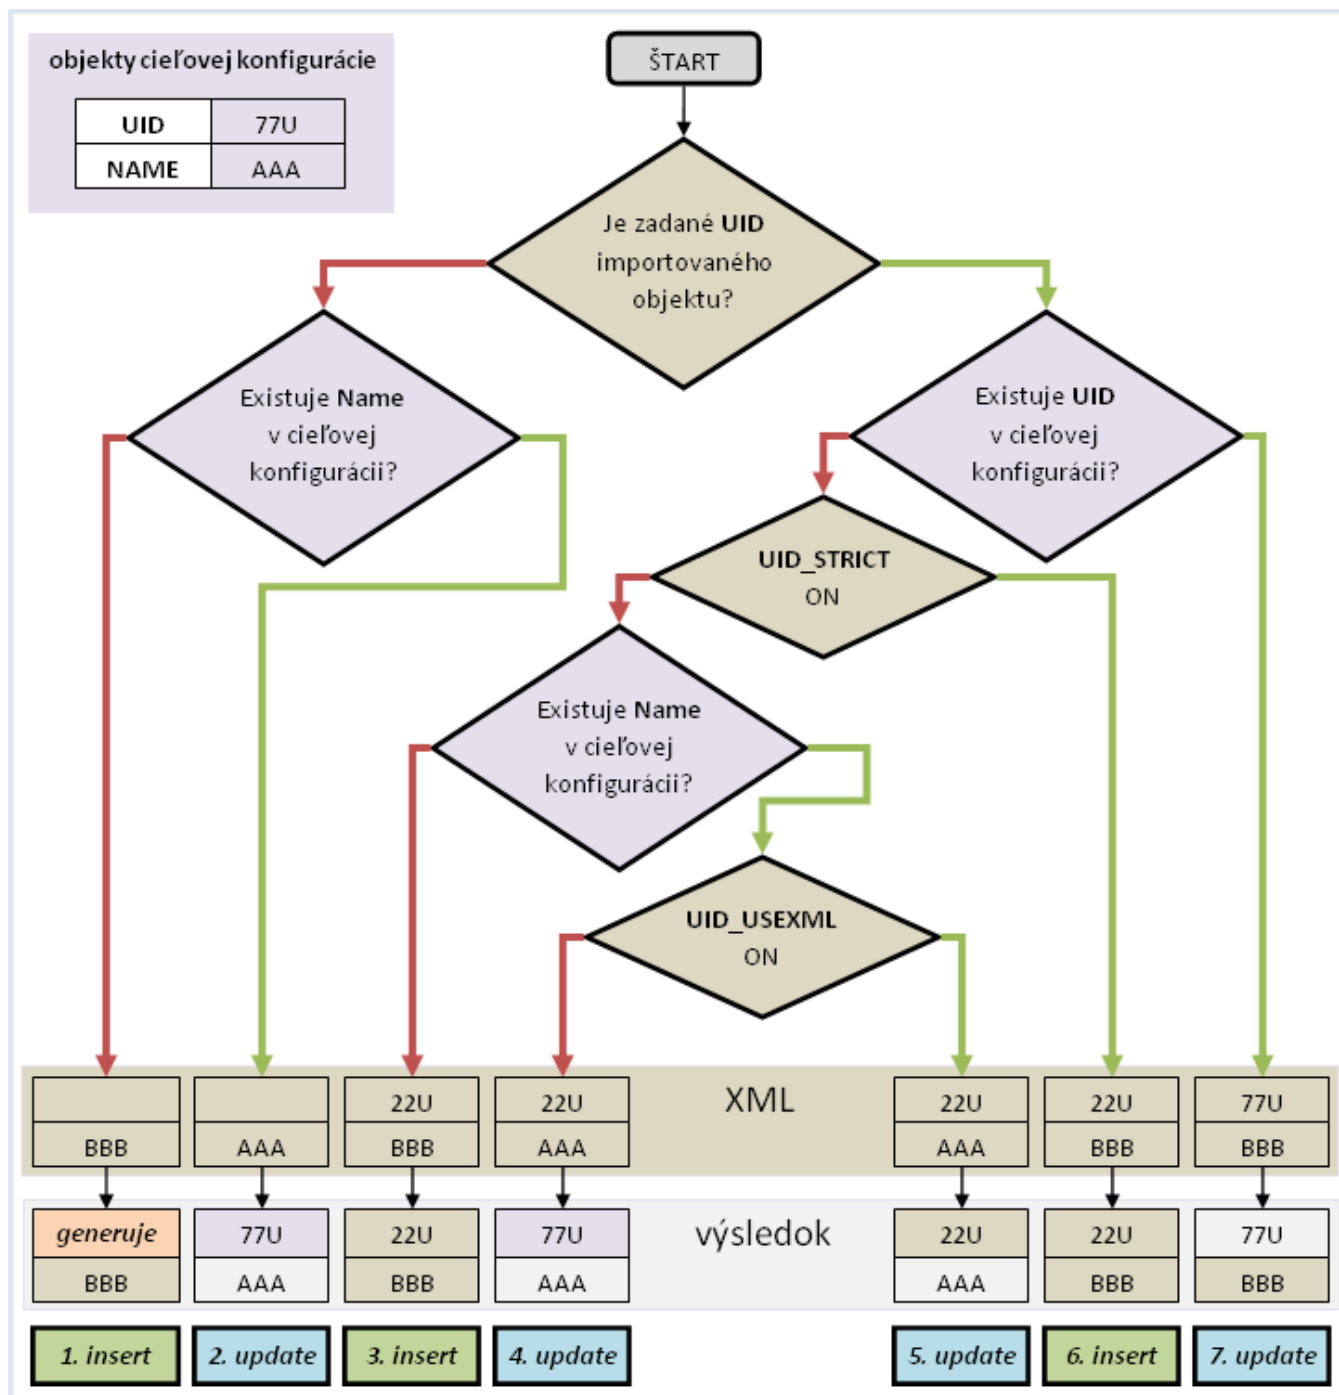 objekty cieľovej konfigurácie
UID 77U
NAME AAA
ŠTART
Je zadané UID
importovaného
objektu?
Existuje Name
v cieľovej
konfigurácii?
Existuje UID
v cieľovej
konfigurácii?
UID_STRICT
ON
Existuje Name
v cieľovej
konfigurácii?
UID_USEXML
ON
XML
22U 22U 22U 22U 77U
BBB AAA BBB AAA AAA BBB BBB
výsledok
generuje 77U 22U 77U 22U 22U 77U
BBB AAA BBB AAA AAA BBB BBB
1. insert 2. update 3. insert 4. update 5. update 6. insert 7. update